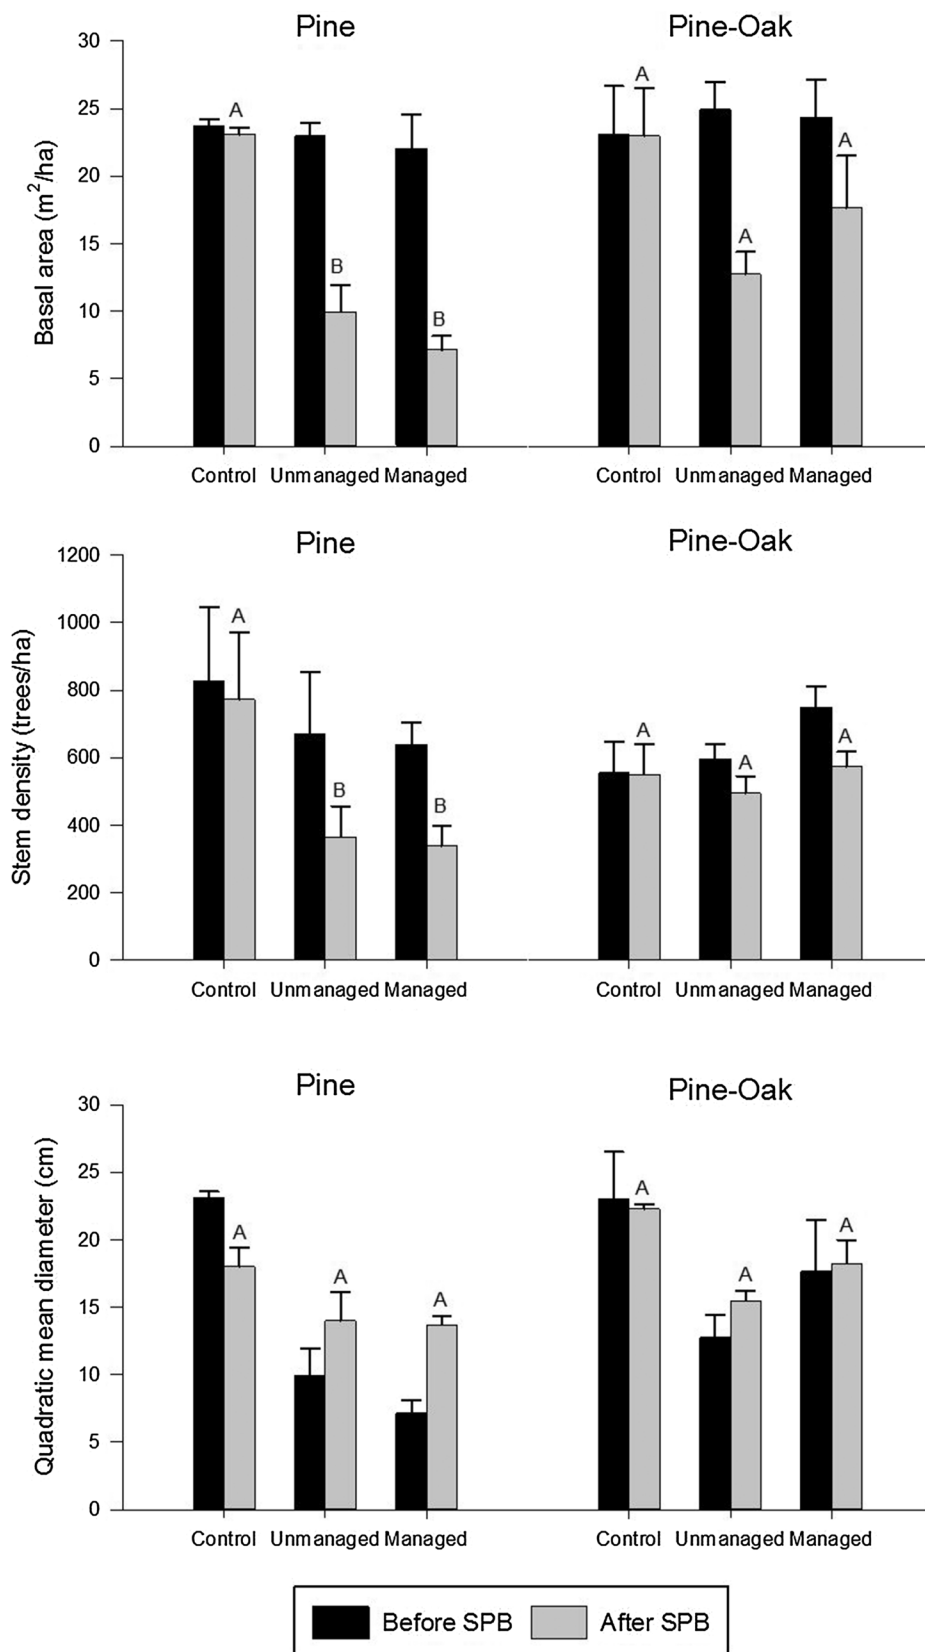 Pine Pine-Oak
Basal area (m²/ha)
30
25
20
15
10
5
0
A A
B B A A
Control Unmanaged Managed Control Unmanaged Managed
Pine Pine-Oak
Stem density (trees/ha)
1200
1000
800
600
400
200
0
A B B A A A
Control Unmanaged Managed Control Unmanaged Managed
Pine Pine-Oak
Quadratic mean diameter (cm)
30
25
20
15
10
5
0
A A A A A A
Control Unmanaged Managed Control Unmanaged Managed
Before SPB After SPB